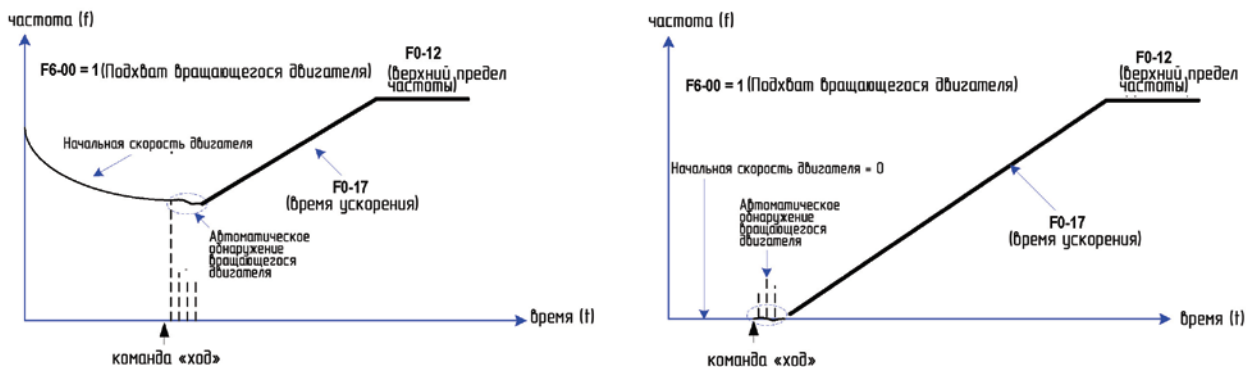 частота (f)
F6-00 = 1 (Подхват вращающегося двигателя)
F0-12
(верхний предел
частоты)
Начальная скорость двигателя
F0-17
(время ускорения)
Автоматическое
обнаружение
вращающегося
двигателя
время (t)
команда «ход»
частота (f)
F6-00 = 1 (Подхват вращающегося двигателя)
F0-12
(верхний предел
частоты)
Начальная скорость двигателя = 0
Автоматическое
обнаружение
вращающегося
двигателя
F0-17
(время ускорения)
время (t)
команда «ход»